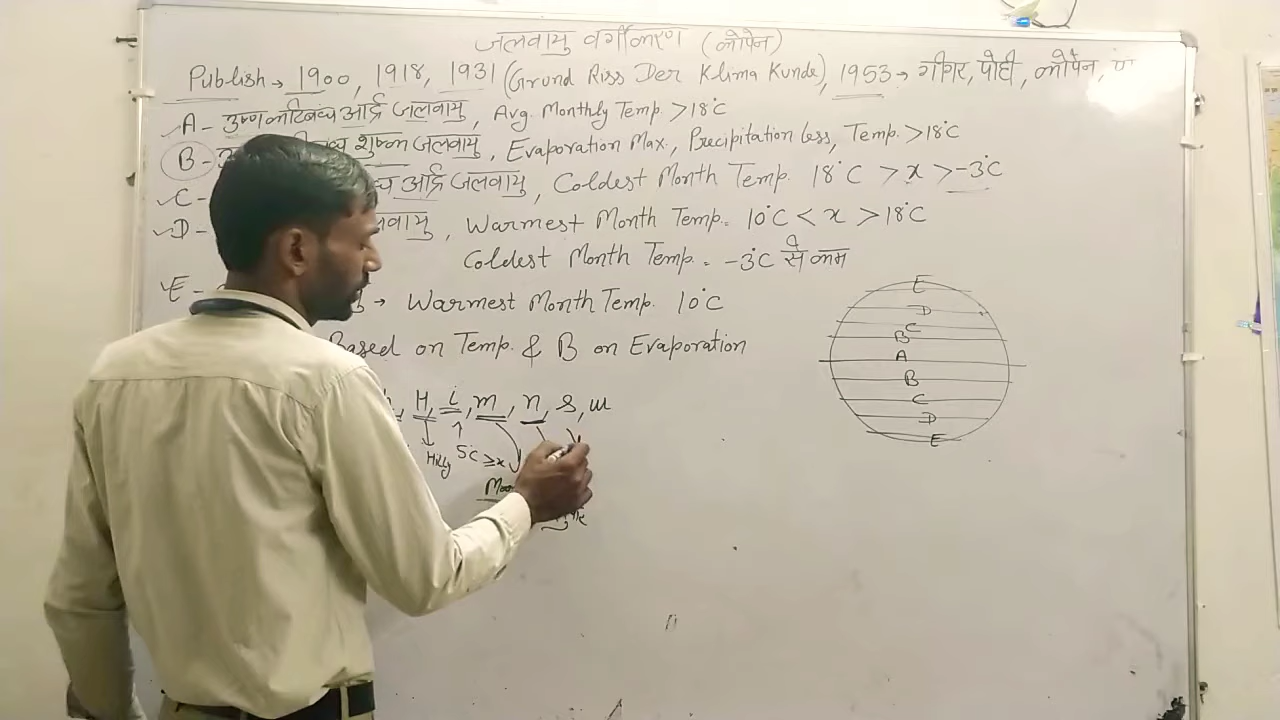 जलवायु वर्गीकरण (कोपेन)
Publish → 1900, 1918, 1931 (Grund Riss Der Klima Kunde), 1953 → गीगर, पोही, कोपेन,
A - उष्णकटिबंध आर्द्र जलवायु, Avg. Monthly Temp. >18°C
B - शुष्क जलवायु, Evaporation Max., Precipitation less, Temp. >18°C
C - आर्द्र जलवायु, Coldest Month Temp. 18°C > x > -3°C
D - Warmest Month Temp. 10°C < x > 18°C
Coldest Month Temp. - -3°C से कम
E - → Warmest Month Temp. 10°C
Based on Temp. & B on Evaporation
H, i, m, n, s, w
Hilly 5°C ≥ x
E
D
C
B
A
B
C
D
E